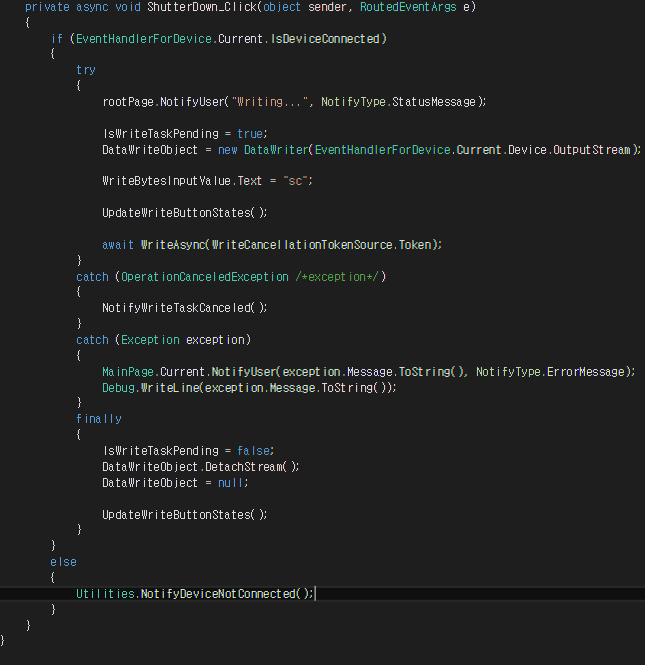 private async void ShutterDown_Click(object sender, RoutedEventArgs e)
{
if (EventHandlerForDevice.Current.IsDeviceConnected)
{
try
{
rootPage.NotifyUser("Writing...", NotifyType.StatusMessage);
IsWriteTaskPending = true;
DataWriteObject = new DataWriter(EventHandlerForDevice.Current.Device.OutputStream);
WriteBytesInputValue.Text = "sc";
UpdateWriteButtonStates();
await WriteAsync(WriteCancellationTokenSource.Token);
}
catch (OperationCanceledException /*exception*/)
{
NotifyWriteTaskCanceled();
}
catch (Exception exception)
{
MainPage.Current.NotifyUser(exception.Message.ToString(), NotifyType.ErrorMessage);
Debug.WriteLine(exception.Message.ToString());
}
finally
{
IsWriteTaskPending = false;
DataWriteObject.DetachStream();
DataWriteObject = null;
UpdateWriteButtonStates();
}
}
else
{
Utilities.NotifyDeviceNotConnected();
}
}
}